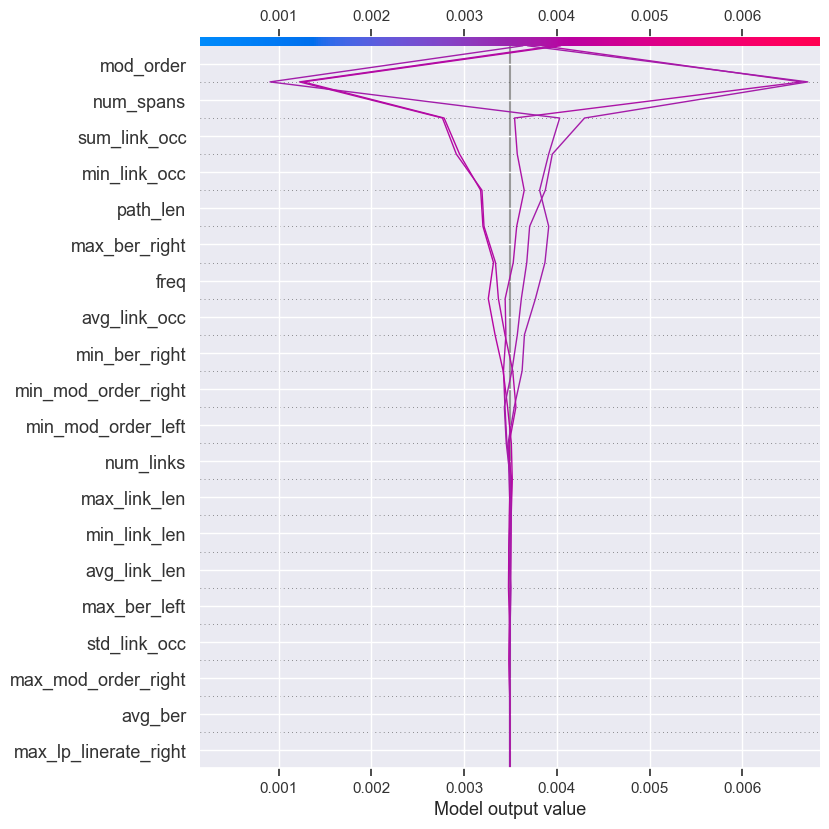 0.001 0.002 0.003 0.004 0.005 0.006
mod_order
num_spans
sum_link_occ
min_link_occ
path_len
max_ber_right
freq
avg_link_occ
min_ber_right
min_mod_order_right
min_mod_order_left
num_links
max_link_len
min_link_len
avg_link_len
max_ber_left
std_link_occ
max_mod_order_right
avg_ber
max_lp_linerate_right
0.001 0.002 0.003 0.004 0.005 0.006
Model output value